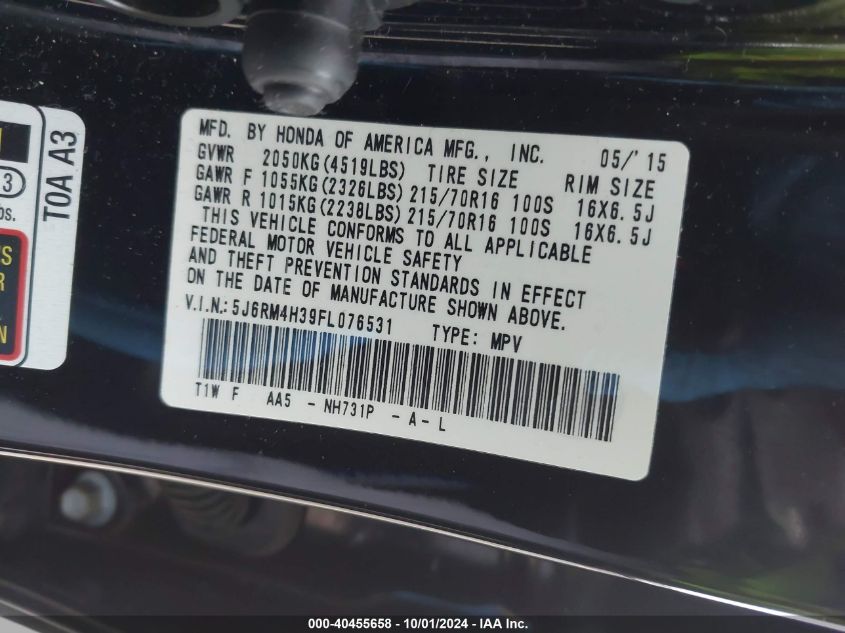 MFD. BY HONDA OF AMERICA MFG., INC. 05/'15
GVWR 2050KG(4519LBS) TIRE SIZE RIM SIZE
GAWR F 1055KG(2326LBS) 215/70R16 100S 16X6.5J
GAWR R 1015KG(2238LBS) 215/70R16 100S 16X6.5J
THIS VEHICLE CONFORMS TO ALL APPLICABLE
FEDERAL MOTOR VEHICLE SAFETY
AND THEFT PREVENTION STANDARDS IN EFFECT
ON THE DATE OF MANUFACTURE SHOWN ABOVE.
V.I.N.: 5J6RM4H39FL076531 TYPE: MPV
T1W F AA5 - NH731P - A - L
T0A A3
3
000-40455658 - 10/01/2024 - IAA Inc.